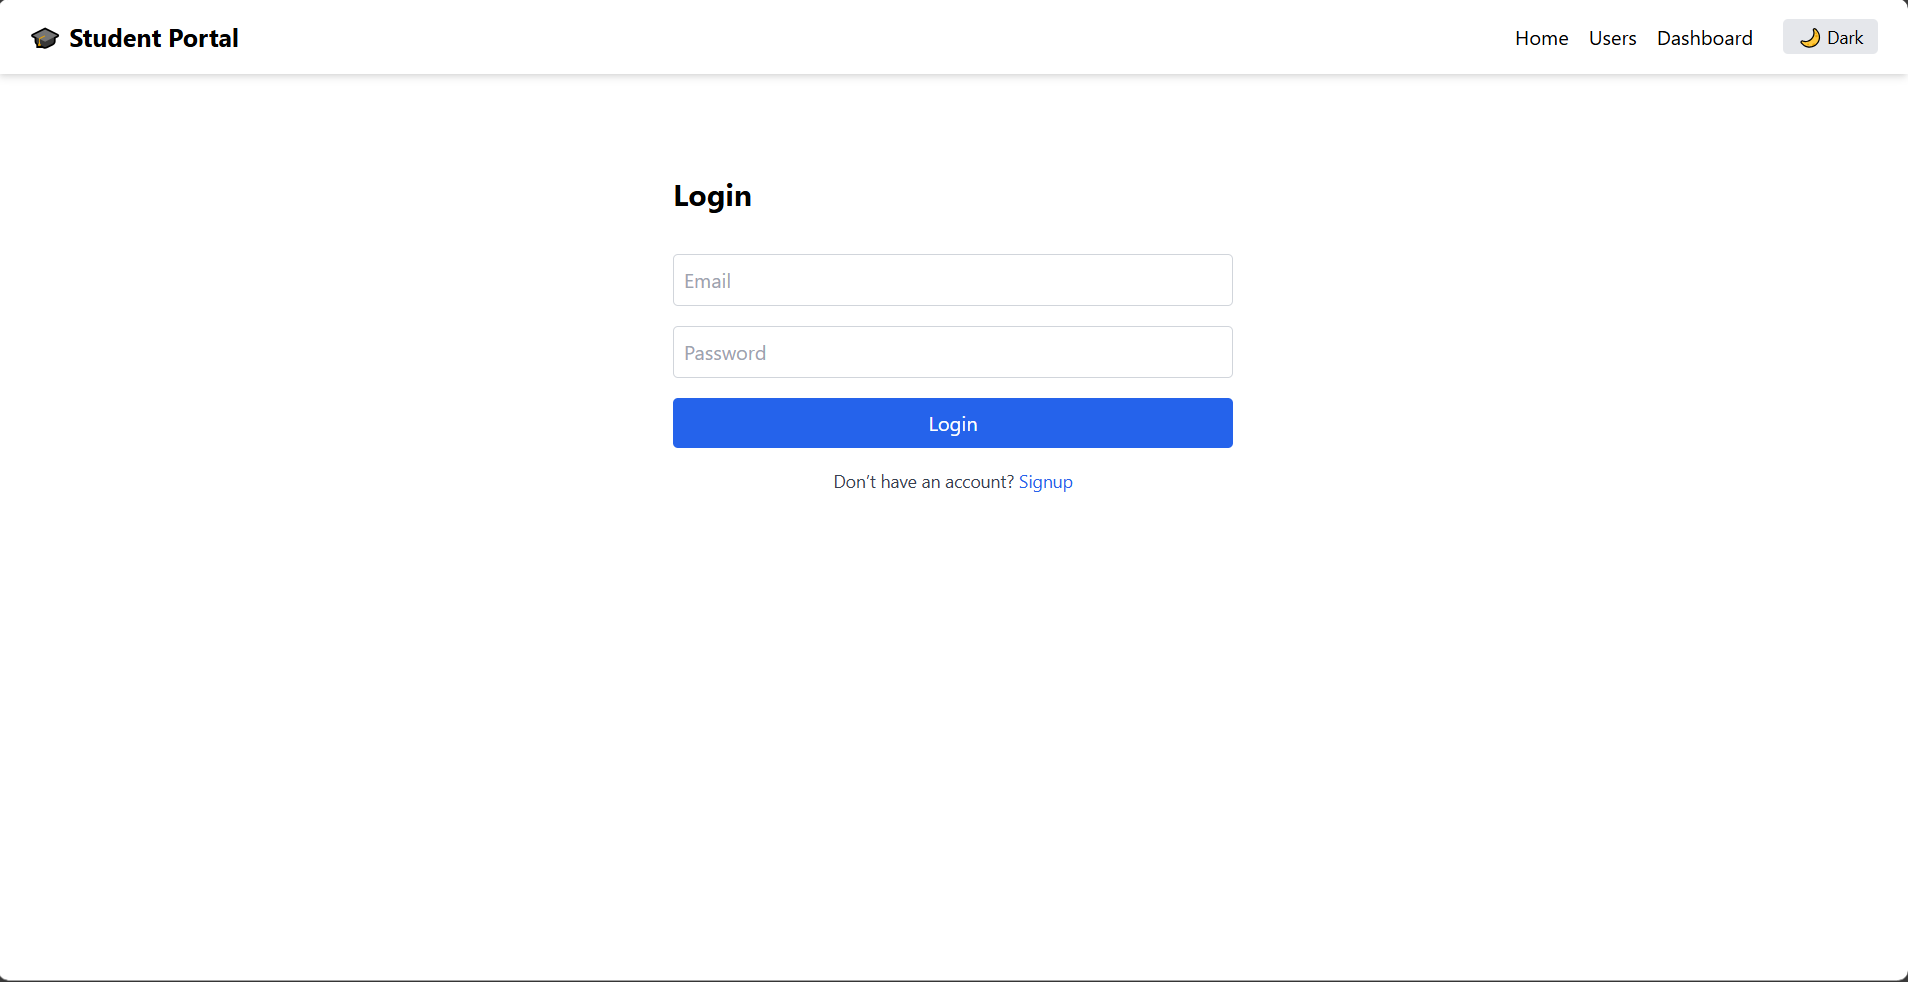 🎓 Student Portal
Home Users Dashboard 🌙 Dark
Login
Email
Password
Login
Don’t have an account? Signup